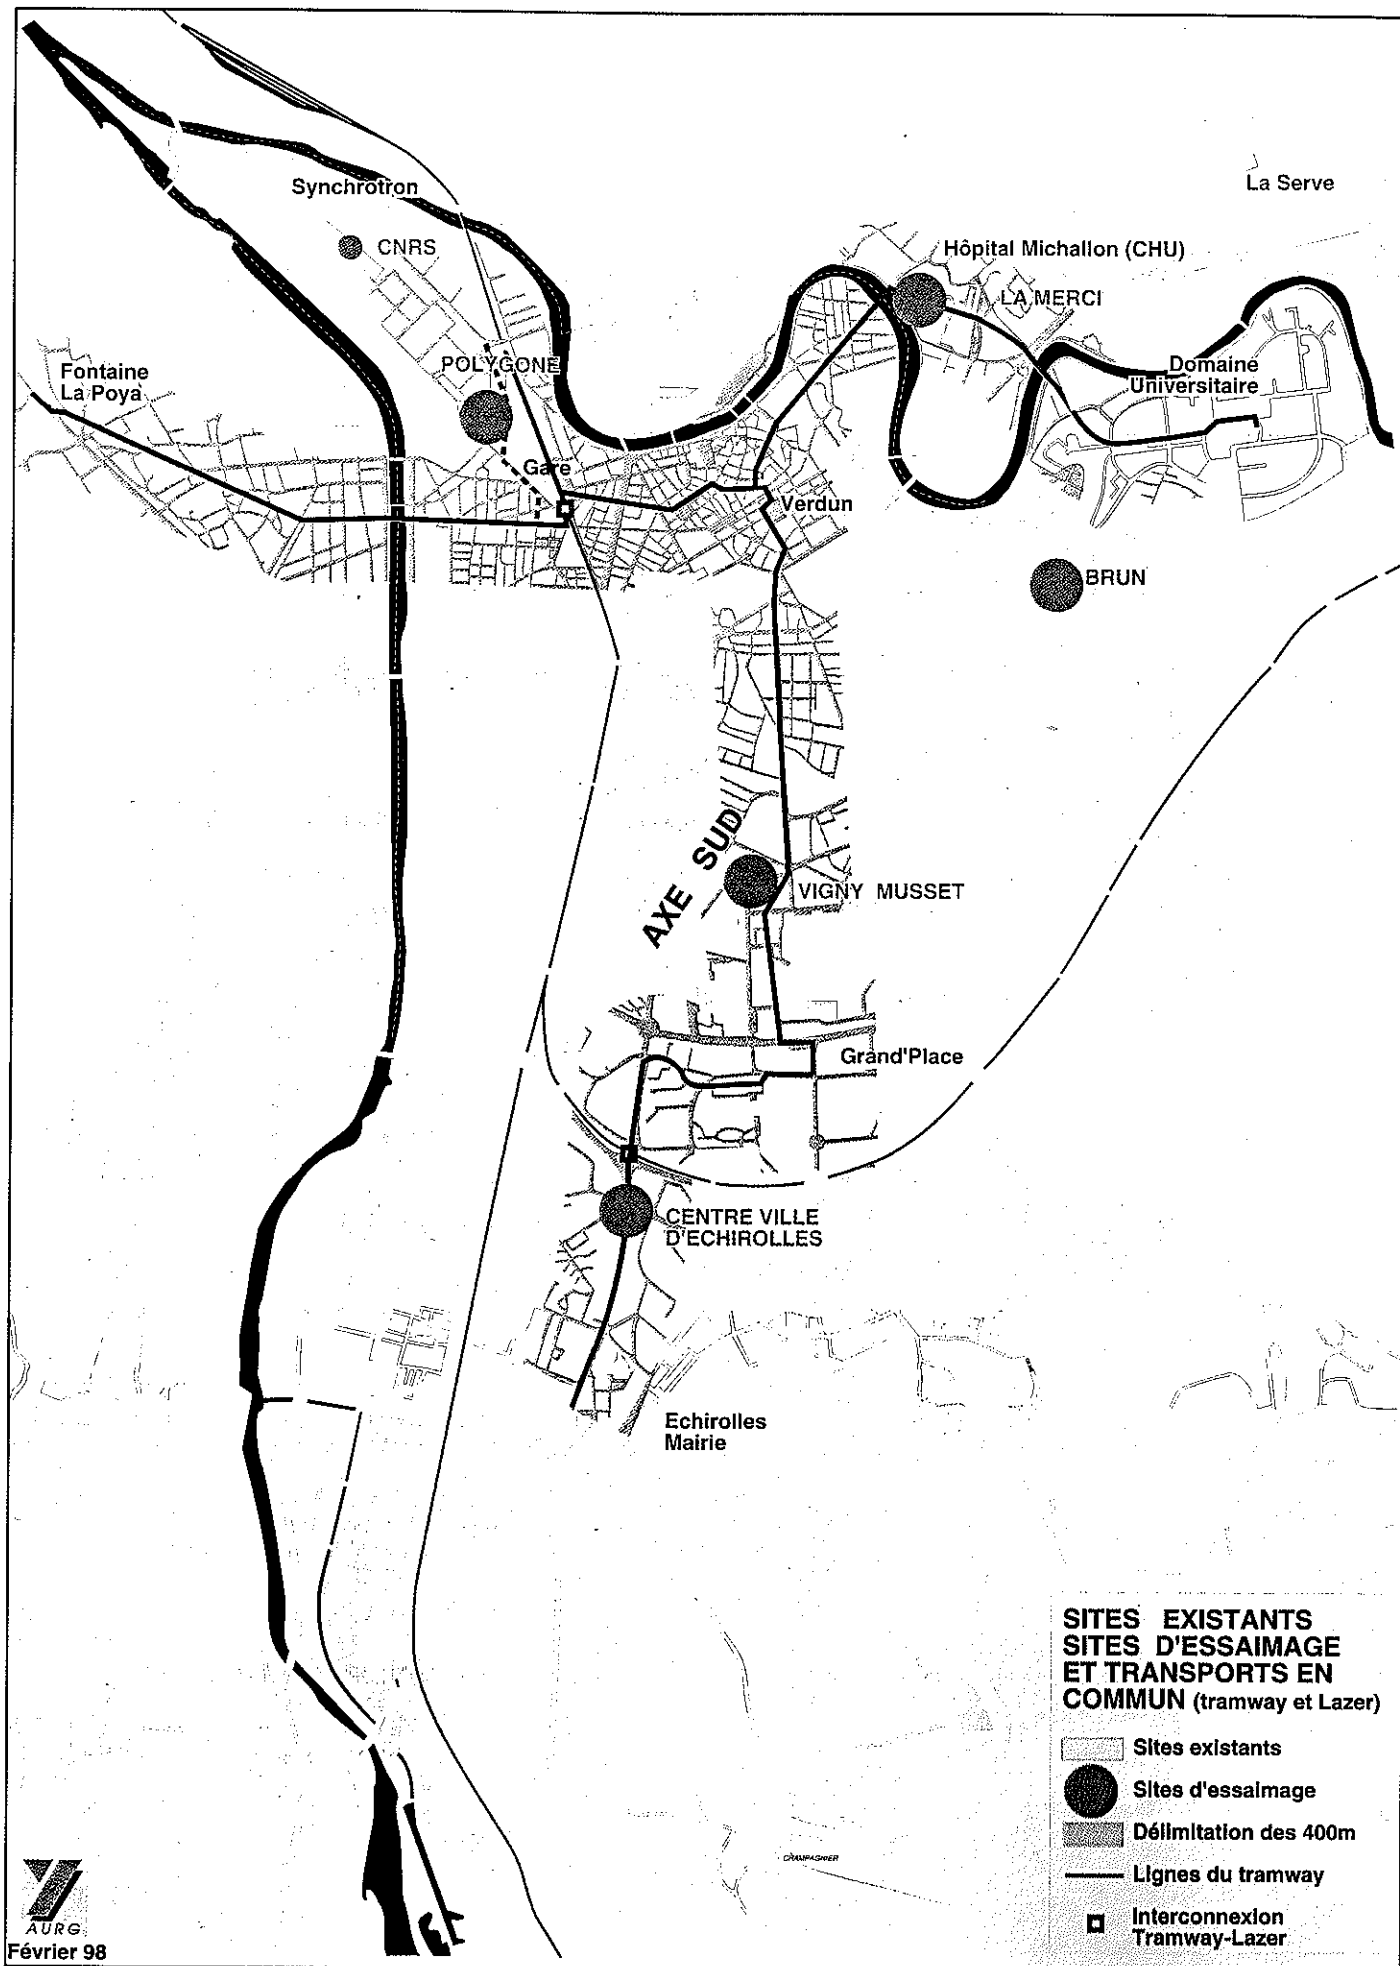 Synchrotron
La Serve
CNRS
Hôpital Michallon (CHU)
LA MERCI
POLYGONE
Fontaine
La Poya
Domaine
Universitaire
Gare
Verdun
BRUN
AXE SUD
VIGNY MUSSET
Grand'Place
CENTRE VILLE
D'ECHIROLLES
Echirolles
Mairie
SITES EXISTANTS
SITES D'ESSAIMAGE
ET TRANSPORTS EN
COMMUN (tramway et Lazer)
Sites existants
Sites d'essaimage
Délimitation des 400m
Lignes du tramway
Interconnexion
Tramway-Lazer
CHAMPAGNIER
AURG
Février 98